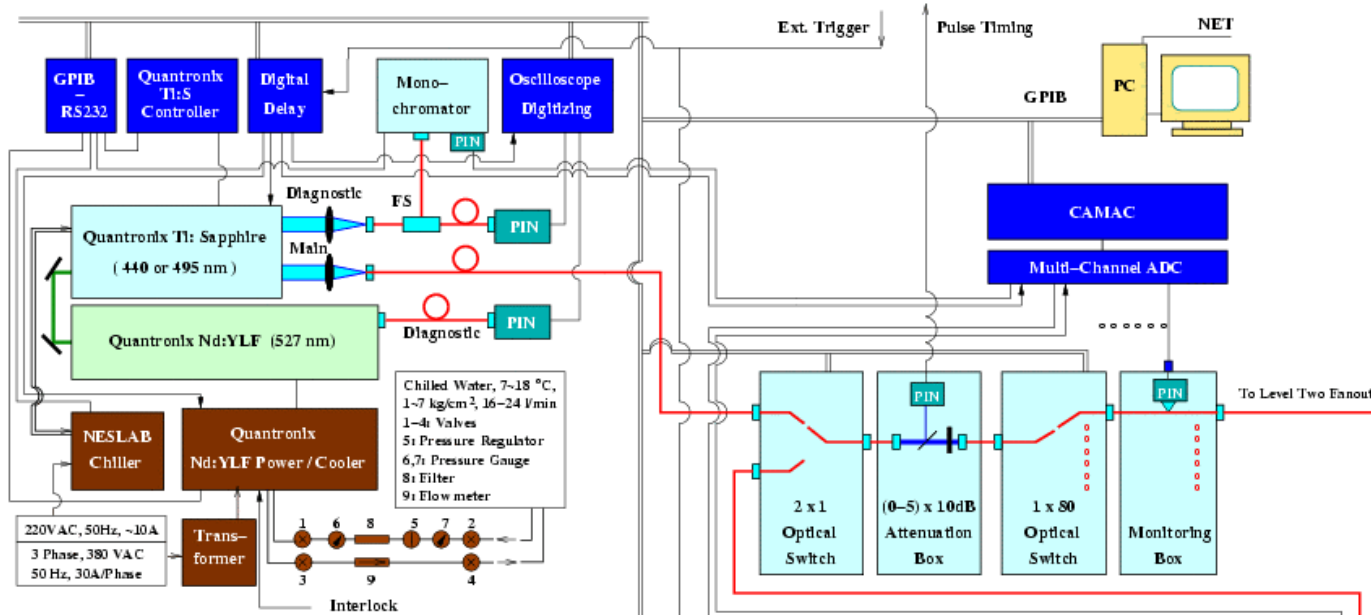 Ext. Trigger
Pulse Timing
NET
GPIB
–
RS232
Quantronix
Ti:S
Controller
Digital
Delay
Mono–
chromator
PIN
Oscilloscope
Digitizing
GPIB
PC
Diagnostic
FS
PIN
CAMAC
Quantronix Ti: Sapphire
( 440 or 495 nm )
Main
Multi–Channel ADC
Quantronix Nd:YLF (527 nm)
Diagnostic
PIN
Chilled Water, 7~18 °C,
1~7 kg/cm², 16–24 l/min
1–4: Valves
5: Pressure Regulator
6,7: Pressure Gauge
8: Filter
9: Flow meter
PIN
PIN
To Level Two Fanout
NESLAB
Chiller
Quantronix
Nd:YLF Power / Cooler
2 x 1
Optical
Switch
(0–5) x 10dB
Attenuation
Box
1 x 80
Optical
Switch
Monitoring
Box
220VAC, 50Hz, ~10A
3 Phase, 380 VAC
50 Hz, 30A/Phase
Trans–
former
1 6 8 5 7 2
3 9 4
Interlock